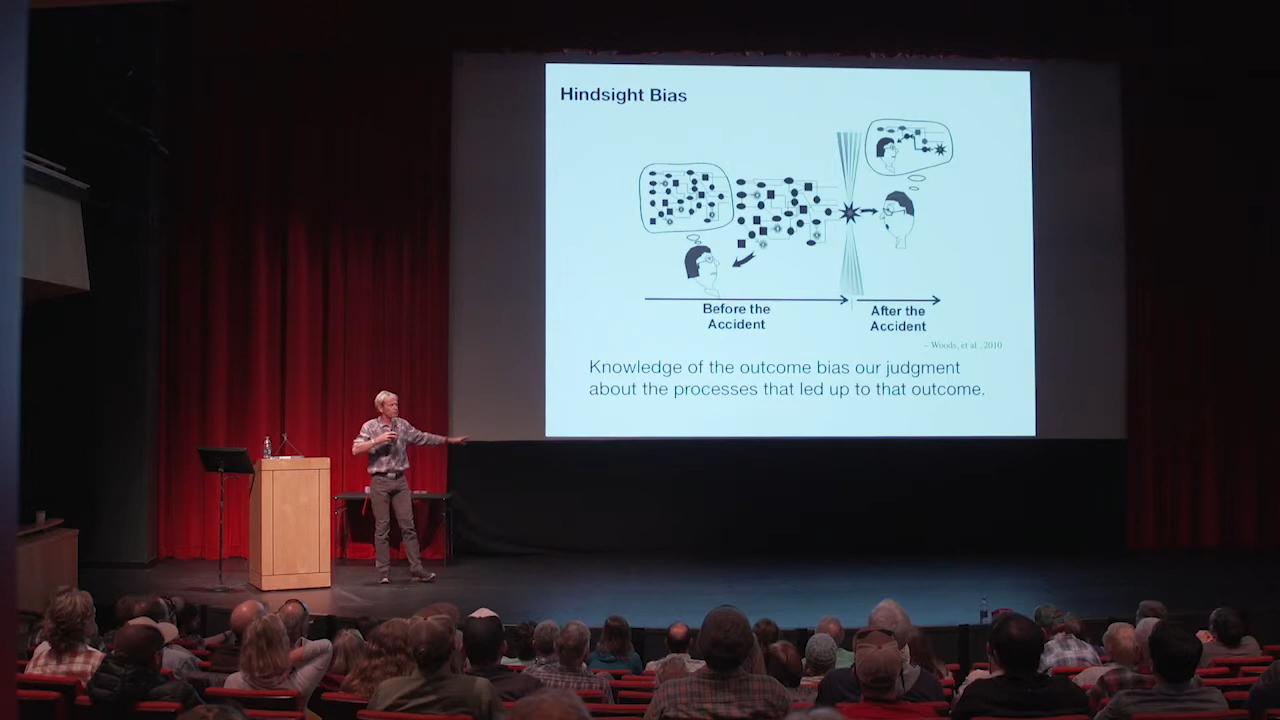 Hindsight Bias
Before the
Accident
After the
Accident
– Woods, et al., 2010
Knowledge of the outcome bias our judgment
about the processes that led up to that outcome.